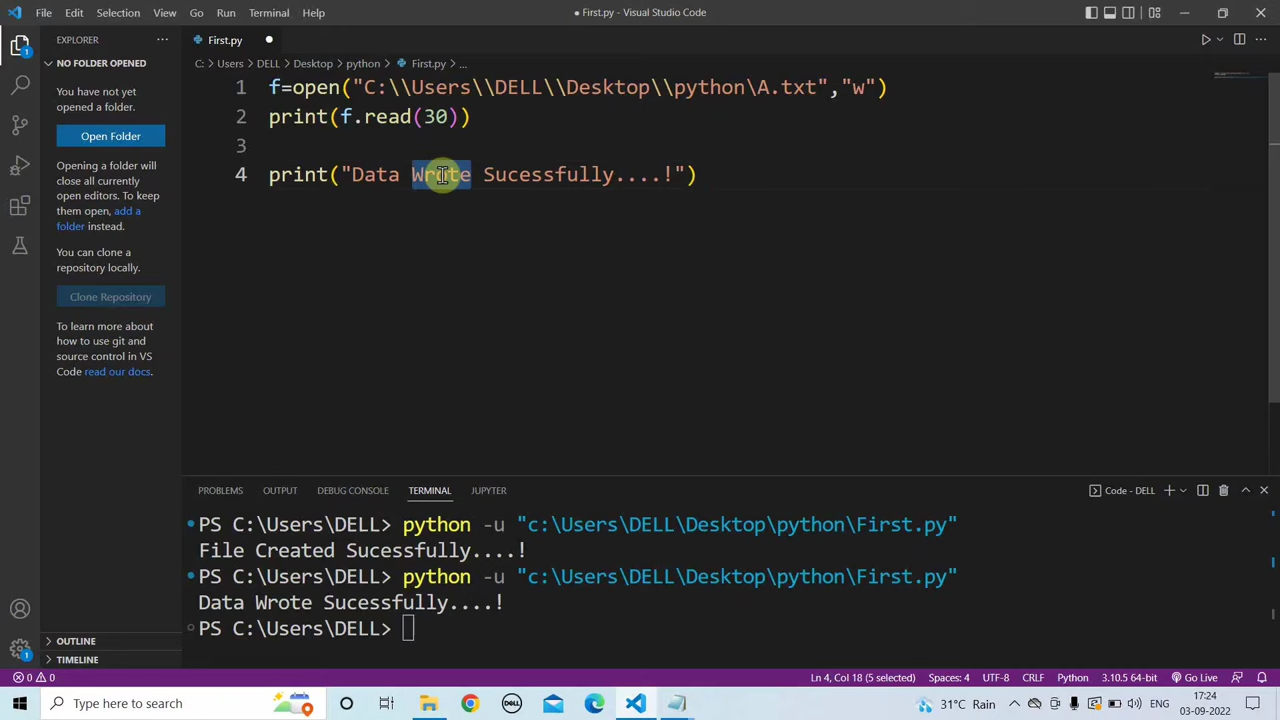 File Edit Selection View Go Run Terminal Help
● First.py - Visual Studio Code
EXPLORER
NO FOLDER OPENED
You have not yet
opened a folder.
Open Folder
Opening a folder will
close all currently
open editors. To keep
them open, add a
folder instead.
You can clone a
repository locally.
Clone Repository
To learn more about
how to use git and
source control in VS
Code read our docs.
OUTLINE
TIMELINE
First.py ●
C: > Users > DELL > Desktop > python > First.py > ...
1 f=open("C:\\Users\\DELL\\Desktop\\python\A.txt","w")
2 print(f.read(30))
3
4 print("Data Wrote Sucessfully....!")
PROBLEMS OUTPUT DEBUG CONSOLE TERMINAL JUPYTER
Code - DELL
PS C:\Users\DELL> python -u "c:\Users\DELL\Desktop\python\First.py"
File Created Sucessfully....!
PS C:\Users\DELL> python -u "c:\Users\DELL\Desktop\python\First.py"
Data Wrote Sucessfully....!
PS C:\Users\DELL>
0 0 Ln 4, Col 18 (5 selected) Spaces: 4 UTF-8 CRLF Python 3.10.5 64-bit Go Live
Type here to search
DELL
31°C Rain
ENG
17:24
03-09-2022